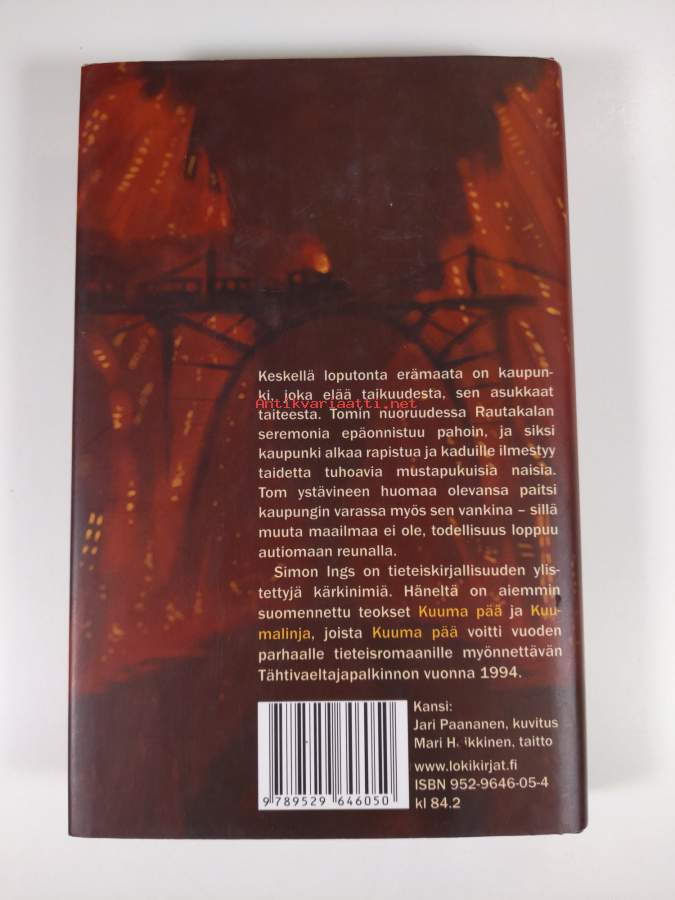 Keskellä loputonta erämaata on kaupun-
ki, joka elää taikuudesta, sen asukkaat
Antikvariaatti.net
taiteesta. Tomin nuoruudessa Rautakalan
seremonia epäonnistuu pahoin, ja siksi
kaupunki alkaa rapistua ja kaduille ilmestyy
taidetta tuhoavia mustapukuisia naisia.
Tom ystävineen huomaa olevansa paitsi
kaupungin varassa myös sen vankina – sillä
muuta maailmaa ei ole, todellisuus loppuu
autiomaan reunalla.
Simon Ings on tieteiskirjallisuuden ylis-
tettyjä kärkinimiä. Häneltä on aiemmin
suomennettu teokset Kuuma pää ja Kuu-
malinja, joista Kuuma pää voitti vuoden
parhaalle tieteisromaanille myönnettävän
Tähtivaeltajapalkinnon vuonna 1994.
Kansi:
Jari Paananen, kuvitus
Mari Heikkinen, taitto
www.lokikirjat.fi
ISBN 952-9646-05-4
kl 84.2
9 789529 646050